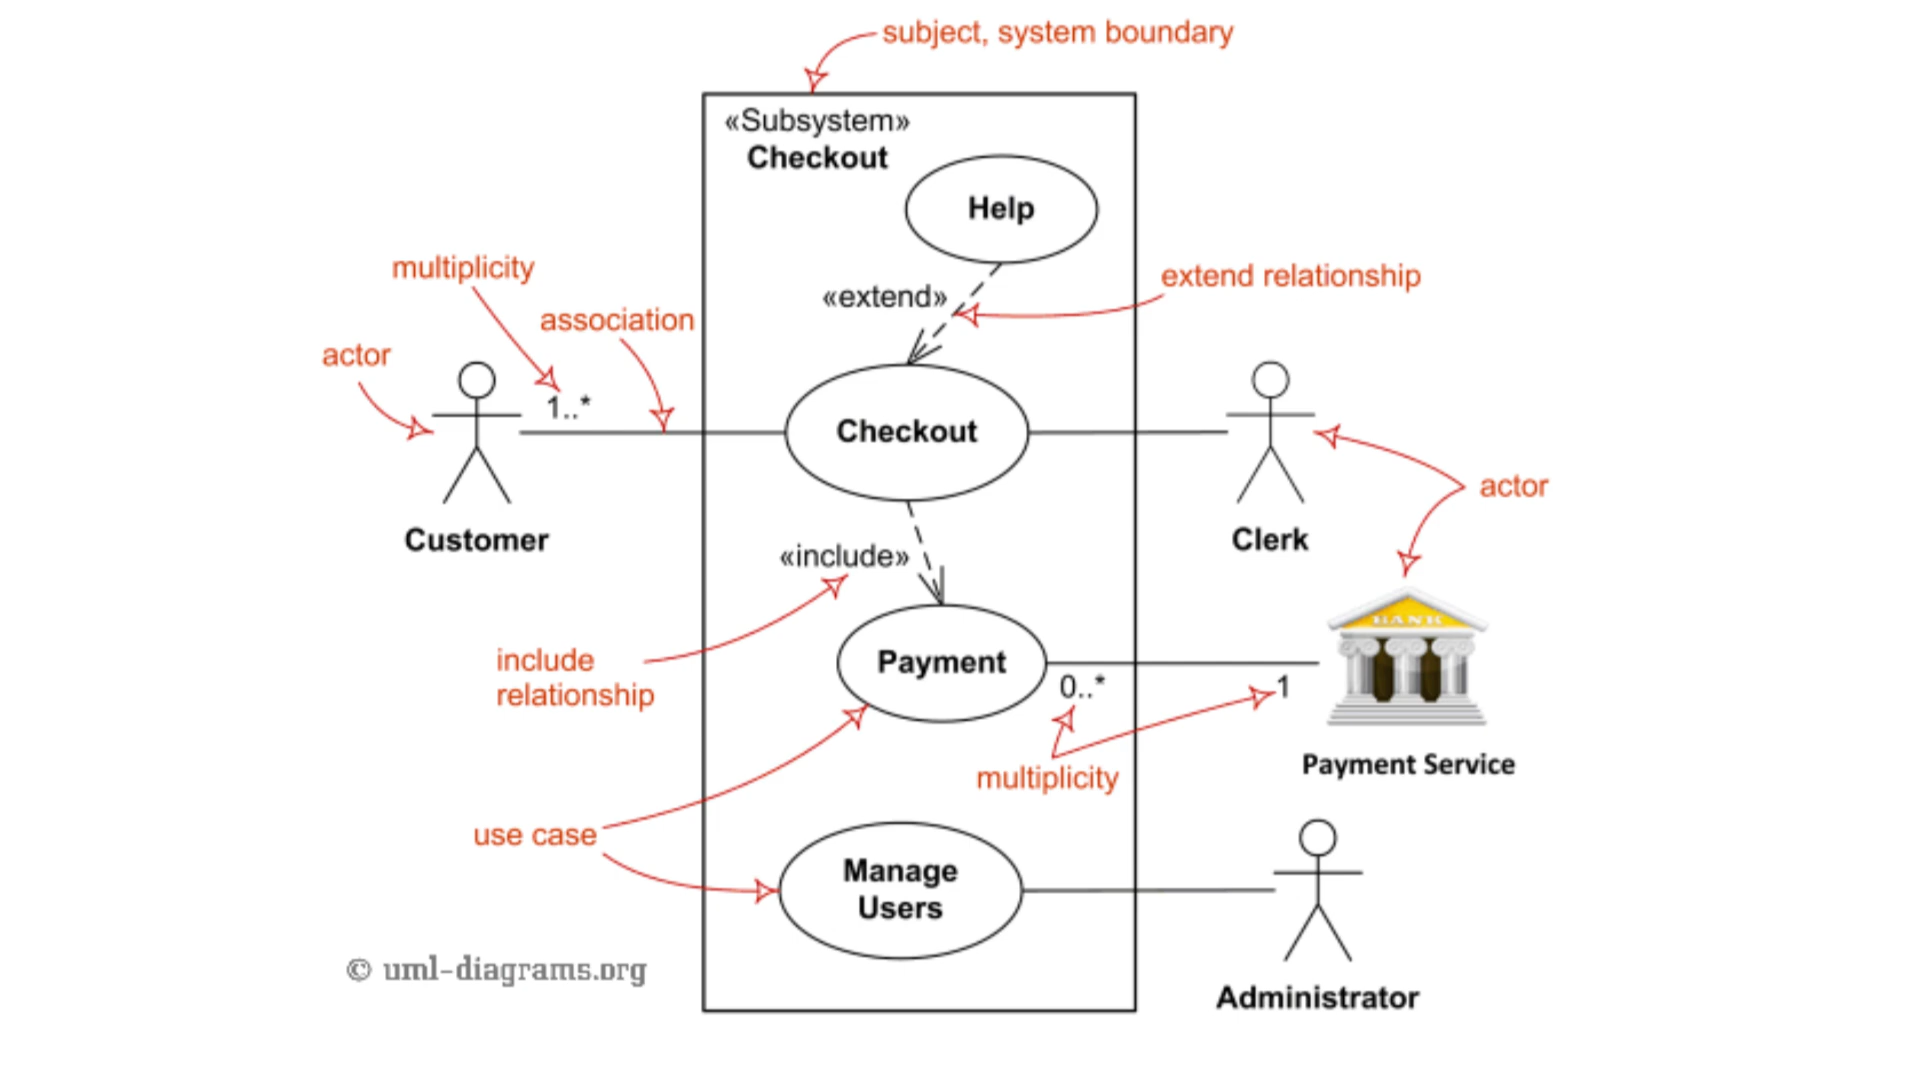 subject, system boundary
«Subsystem»
Checkout
Help
multiplicity
«extend»
extend relationship
association
actor
1..*
Checkout
actor
Customer
Clerk
«include»
BANK
include
relationship
Payment
0..*
1
multiplicity
Payment Service
use case
Manage
Users
© uml-diagrams.org
Administrator